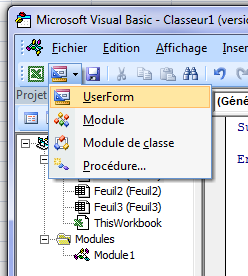 Microsoft Visual Basic - Classeur1 (versio
Fichier Edition Affichage Inser
Projet
UserForm
(Géné
Module
Su
Module de classe
Procédure...
En
Feuil2 (Feuil2)
Feuil3 (Feuil3)
ThisWorkbook
Modules
Module1